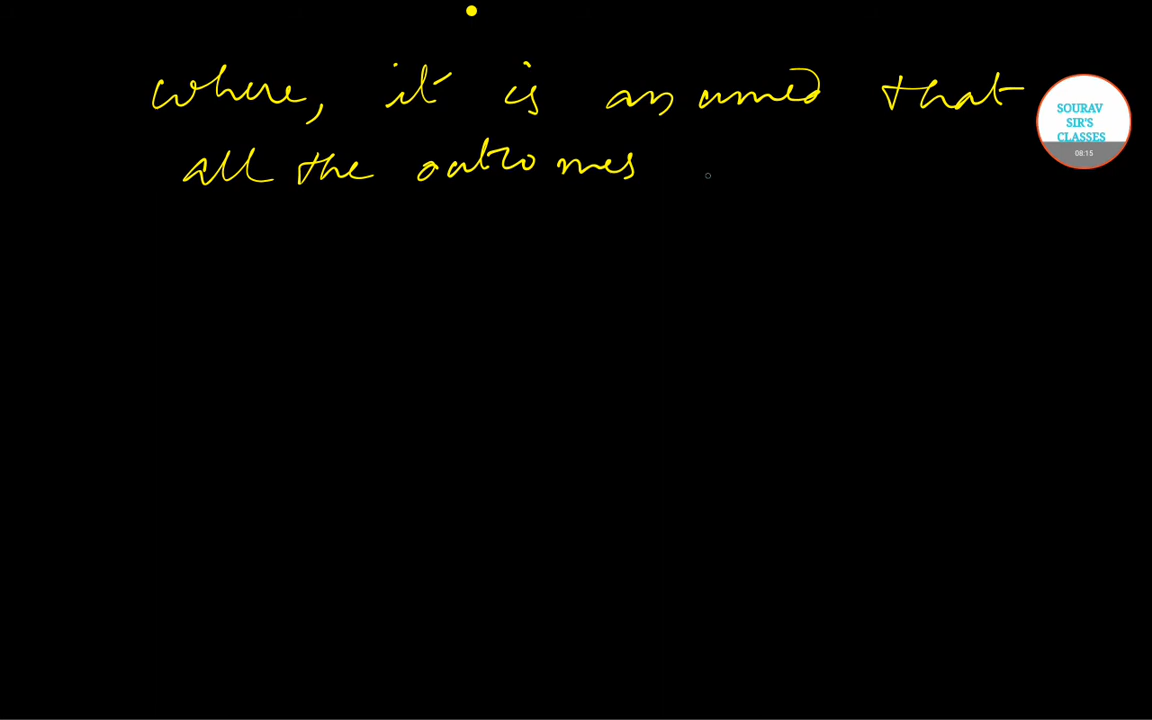 where, it is assumed that
all the outcomes
SOURAV
SIR'S
CLASSES
08:15